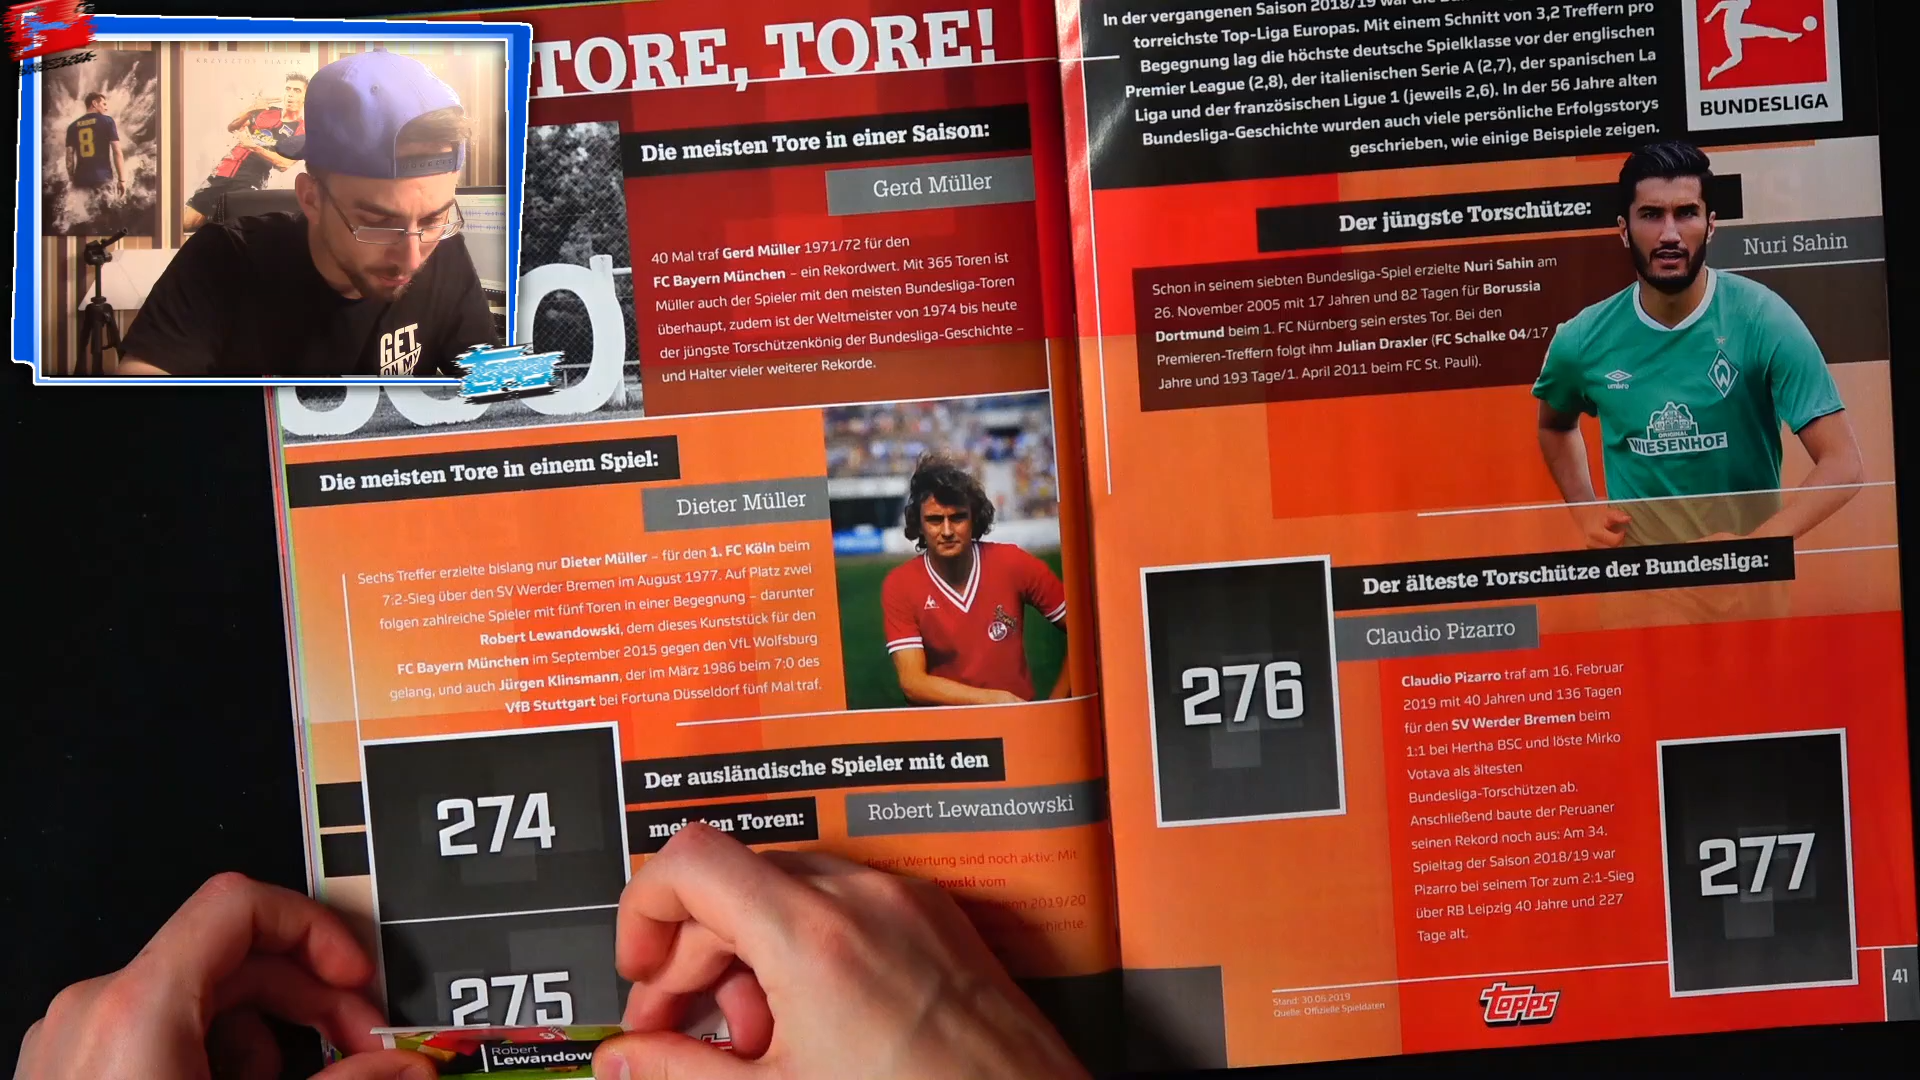 TORE, TORE!
Die meisten Tore in einer Saison:
Gerd Müller
40 Mal traf Gerd Müller 1971/72 für den
FC Bayern München – ein Rekordwert. Mit 365 Toren ist
Müller auch der Spieler mit den meisten Bundesliga-Toren
überhaupt, zudem ist der Weltmeister von 1974 bis heute
der jüngste Torschützenkönig der Bundesliga-Geschichte –
und Halter vieler weiterer Rekorde.
Die meisten Tore in einem Spiel:
Dieter Müller
Sechs Treffer erzielte bislang nur Dieter Müller – für den 1. FC Köln beim
7:2-Sieg über den SV Werder Bremen im August 1977. Auf Platz zwei
folgen zahlreiche Spieler mit fünf Toren in einer Begegnung – darunter
Robert Lewandowski, dem dieses Kunststück für den
FC Bayern München im September 2015 gegen den VfL Wolfsburg
gelang, und auch Jürgen Klinsmann, der im März 1986 beim 7:0 des
VfB Stuttgart bei Fortuna Düsseldorf fünf Mal traf.
274
Der ausländische Spieler mit den
meisten Toren:
Robert Lewandowski
dieser Wertung sind noch aktiv: Mit
owski vom
2019/20
275
Robert
Lewandow
In der vergangenen Saison 2018/19 war die
torreichste Top-Liga Europas. Mit einem Schnitt von 3,2 Treffern pro
Begegnung lag die höchste deutsche Spielklasse vor der englischen
Premier League (2,8), der italienischen Serie A (2,7), der spanischen La
Liga und der französischen Ligue 1 (jeweils 2,6). In der 56 Jahre alten
Bundesliga-Geschichte wurden auch viele persönliche Erfolgsstorys
geschrieben, wie einige Beispiele zeigen.
BUNDESLIGA
Der jüngste Torschütze:
Nuri Sahin
Schon in seinem siebten Bundesliga-Spiel erzielte Nuri Sahin am
26. November 2005 mit 17 Jahren und 82 Tagen für Borussia
Dortmund beim 1. FC Nürnberg sein erstes Tor. Bei den
Premieren-Treffern folgt ihm Julian Draxler (FC Schalke 04/17
Jahre und 193 Tage/1. April 2011 beim FC St. Pauli).
umbro
W
ORIGINAL
WIESENHOF
276
Der älteste Torschütze der Bundesliga:
Claudio Pizarro
Claudio Pizarro traf am 16. Februar
2019 mit 40 Jahren und 136 Tagen
für den SV Werder Bremen beim
1:1 bei Hertha BSC und löste Mirko
Votava als ältesten
Bundesliga-Torschützen ab.
Anschließend baute der Peruaner
seinen Rekord noch aus: Am 34.
Spieltag der Saison 2018/19 war
Pizarro bei seinem Tor zum 2:1-Sieg
über RB Leipzig 40 Jahre und 227
Tage alt.
277
Stand: 30.06.2019
Quelle: Offizielle Spieldaten
topps
41
8
GET
ON MY